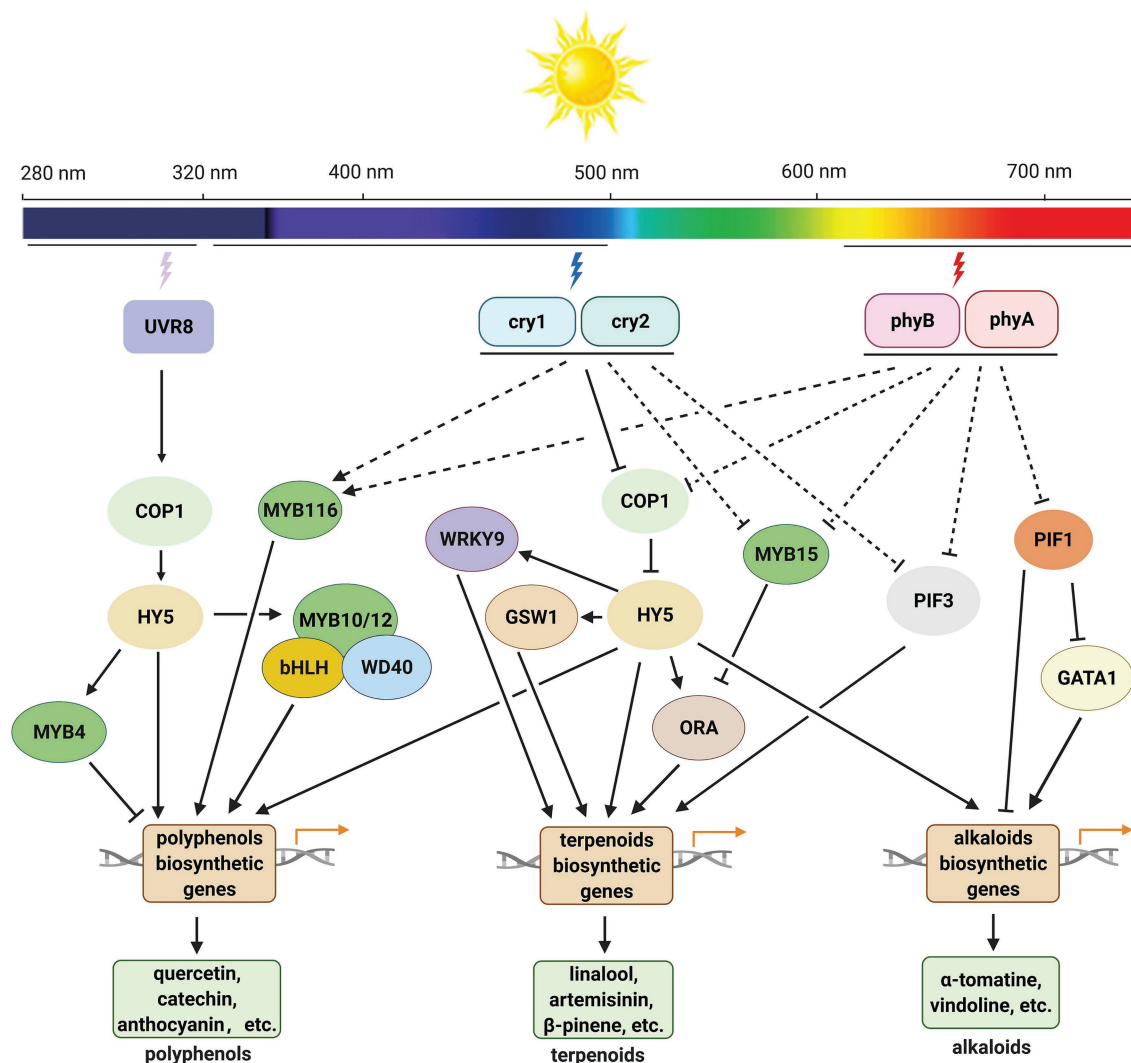 280 nm
320 nm
400 nm
500 nm
600 nm
700 nm
UVR8
cry1
cry2
phyB
phyA
COP1
MYB116
COP1
WRKY9
MYB15
PIF1
HY5
MYB10/12
GSW1
HY5
PIF3
bHLH
WD40
GATA1
MYB4
ORA
polyphenols
biosynthetic
genes
terpenoids
biosynthetic
genes
alkaloids
biosynthetic
genes
quercetin,
catechin,
anthocyanin, etc.
linalool,
artemisinin,
β-pinene, etc.
α-tomatine,
vindoline, etc.
polyphenols
terpenoids
alkaloids